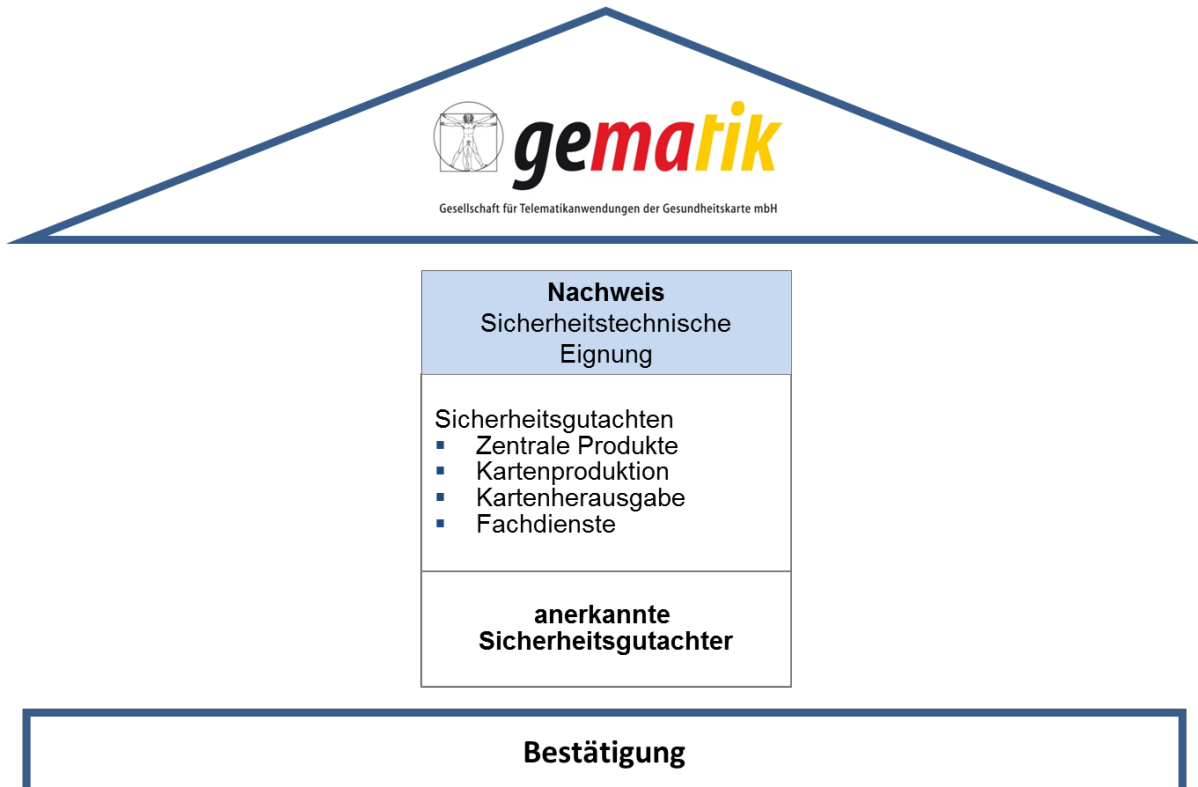 gematik
Gesellschaft für Telematikanwendungen der Gesundheitskarte mbH
Nachweis
Sicherheitstechnische
Eignung
Sicherheitsgutachten
▪ Zentrale Produkte
▪ Kartenproduktion
▪ Kartenherausgabe
▪ Fachdienste
anerkannte
Sicherheitsgutachter
Bestätigung